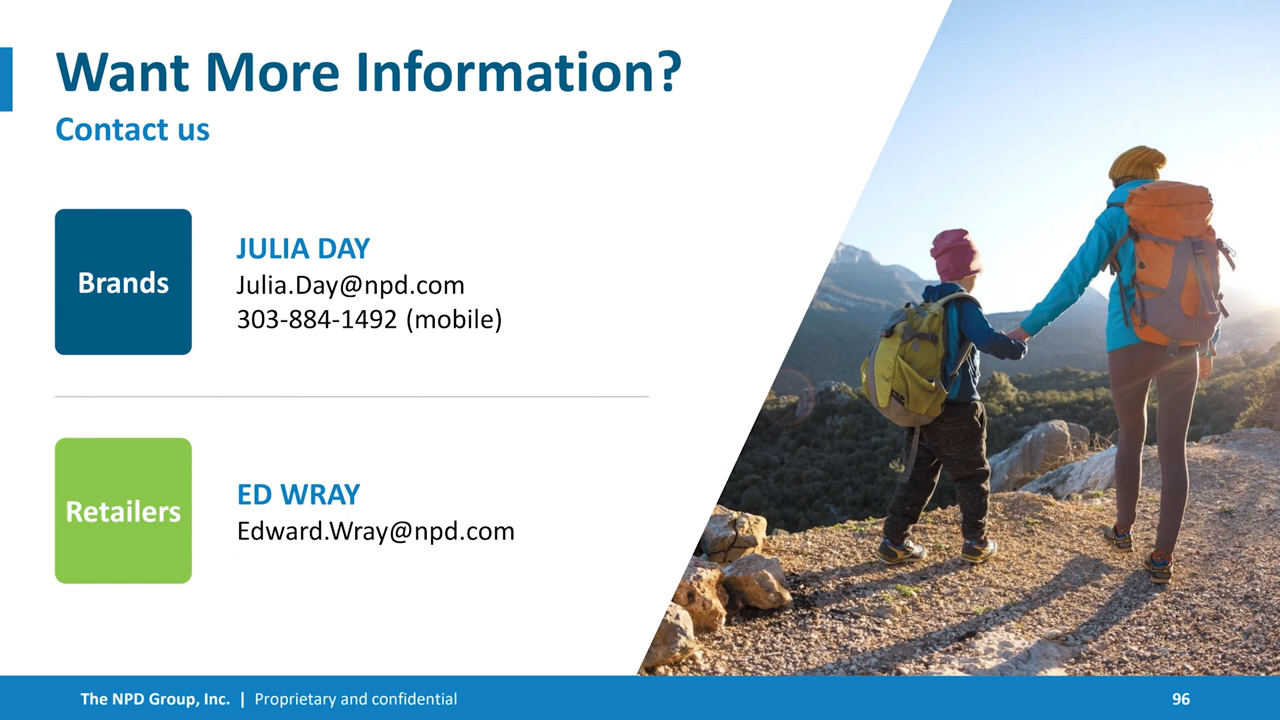 Want More Information?
Contact us
Brands
JULIA DAY
Julia.Day@npd.com
303-884-1492 (mobile)
Retailers
ED WRAY
Edward.Wray@npd.com
The NPD Group, Inc. | Proprietary and confidential
96